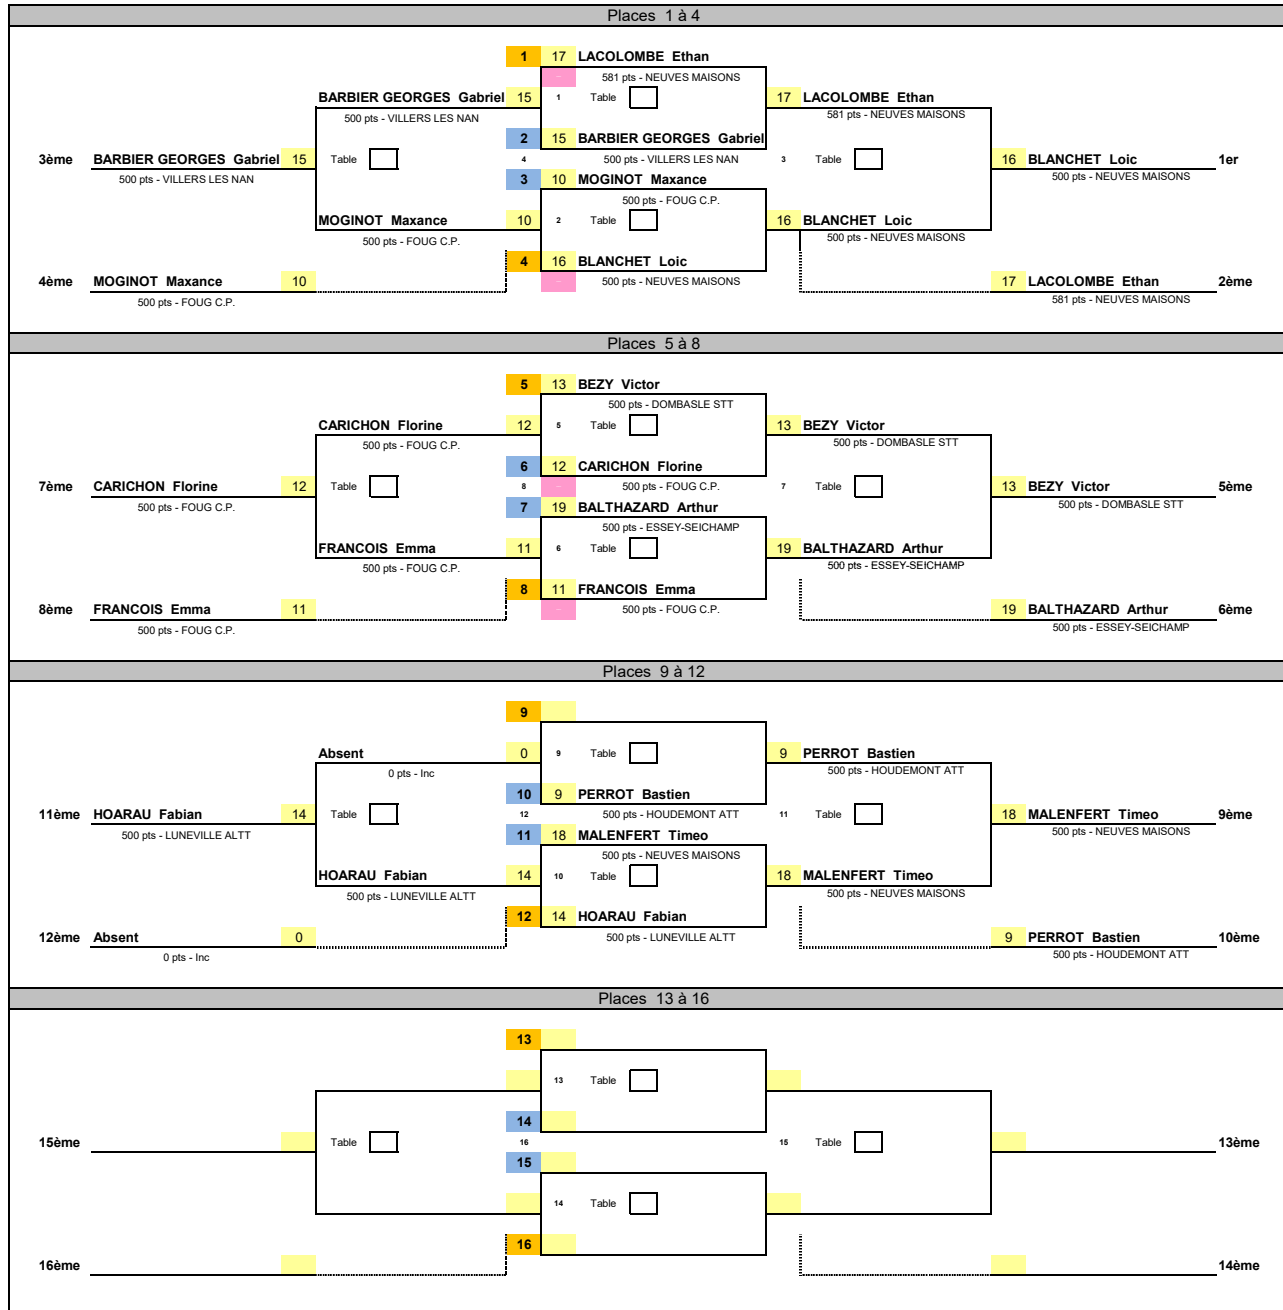 Places 1 à 4
1 17 LACOLOMBE Ethan
581 pts - NEUVES MAISONS
BARBIER GEORGES Gabriel 15 1 Table 17 LACOLOMBE Ethan
500 pts - VILLERS LES NAN 581 pts - NEUVES MAISONS
2 15 BARBIER GEORGES Gabriel
3ème BARBIER GEORGES Gabriel 15 Table 4 500 pts - VILLERS LES NAN 3 Table 16 BLANCHET Loic 1er
500 pts - VILLERS LES NAN 3 10 MOGINOT Maxance 500 pts - NEUVES MAISONS
500 pts - FOUG C.P.
MOGINOT Maxance 10 2 Table 16 BLANCHET Loic
500 pts - FOUG C.P. 500 pts - NEUVES MAISONS
4 16 BLANCHET Loic
4ème MOGINOT Maxance 10 500 pts - NEUVES MAISONS 17 LACOLOMBE Ethan 2ème
500 pts - FOUG C.P. 581 pts - NEUVES MAISONS
Places 5 à 8
5 13 BEZY Victor
500 pts - DOMBASLE STT
CARICHON Florine 12 5 Table 13 BEZY Victor
500 pts - FOUG C.P. 500 pts - DOMBASLE STT
6 12 CARICHON Florine
7ème CARICHON Florine 12 Table 8 500 pts - FOUG C.P. 7 Table 13 BEZY Victor 5ème
500 pts - FOUG C.P. 7 19 BALTHAZARD Arthur 500 pts - DOMBASLE STT
500 pts - ESSEY-SEICHAMP
FRANCOIS Emma 11 6 Table 19 BALTHAZARD Arthur
500 pts - FOUG C.P. 500 pts - ESSEY-SEICHAMP
8 11 FRANCOIS Emma
8ème FRANCOIS Emma 11 500 pts - FOUG C.P. 19 BALTHAZARD Arthur 6ème
500 pts - FOUG C.P. 500 pts - ESSEY-SEICHAMP
Places 9 à 12
9
Absent 0 9 Table 9 PERROT Bastien
0 pts - Inc 500 pts - HOUDEMONT ATT
10 9 PERROT Bastien
11ème HOARAU Fabian 14 Table 12 500 pts - HOUDEMONT ATT 11 Table 18 MALENFERT Timeo 9ème
500 pts - LUNEVILLE ALTT 11 18 MALENFERT Timeo 500 pts - NEUVES MAISONS
500 pts - NEUVES MAISONS
HOARAU Fabian 14 10 Table 18 MALENFERT Timeo
500 pts - LUNEVILLE ALTT 500 pts - NEUVES MAISONS
12 14 HOARAU Fabian
12ème Absent 0 500 pts - LUNEVILLE ALTT 9 PERROT Bastien 10ème
0 pts - Inc 500 pts - HOUDEMONT ATT
Places 13 à 16
13
13 Table
14
15ème Table 16 15 Table 13ème
15
14 Table
16
16ème 14ème